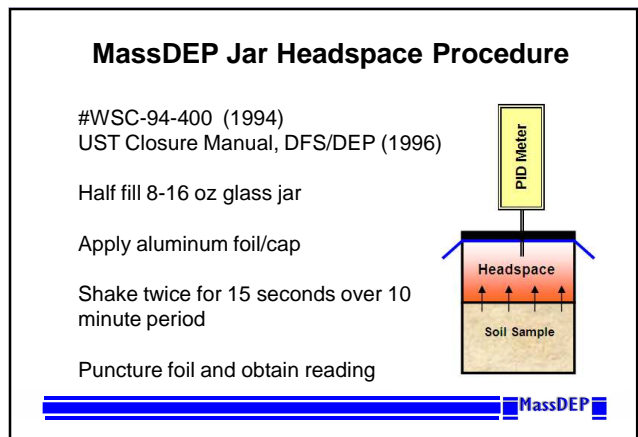 MassDEP Jar Headspace Procedure
#WSC-94-400 (1994)
UST Closure Manual, DFS/DEP (1996)
Half fill 8-16 oz glass jar
Apply aluminum foil/cap
Shake twice for 15 seconds over 10
minute period
Puncture foil and obtain reading
PID Meter
Headspace
Soil Sample
MassDEP